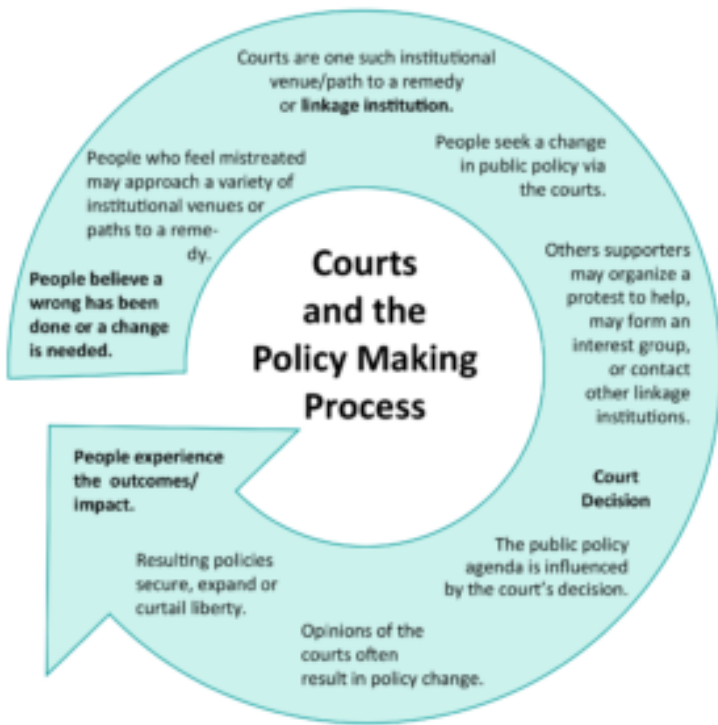 Courts are one such institutional
venue/path to a remedy
or linkage institution.
People who feel mistreated
may approach a variety of
institutional venues or
paths to a reme-
dy.
People believe a
wrong has been
done or a change
is needed.
People seek a change
in public policy via
the courts.
Others supporters
may organize a
protest to help,
may form an
interest group,
or contact
other linkage
institutions.
Courts
and the
Policy Making
Process
Court
Decision
The public policy
agenda is influenced
by the court's decision.
Opinions of the
courts often
result in policy change.
Resulting policies
secure, expand or
curtail liberty.
People experience
the outcomes/
impact.